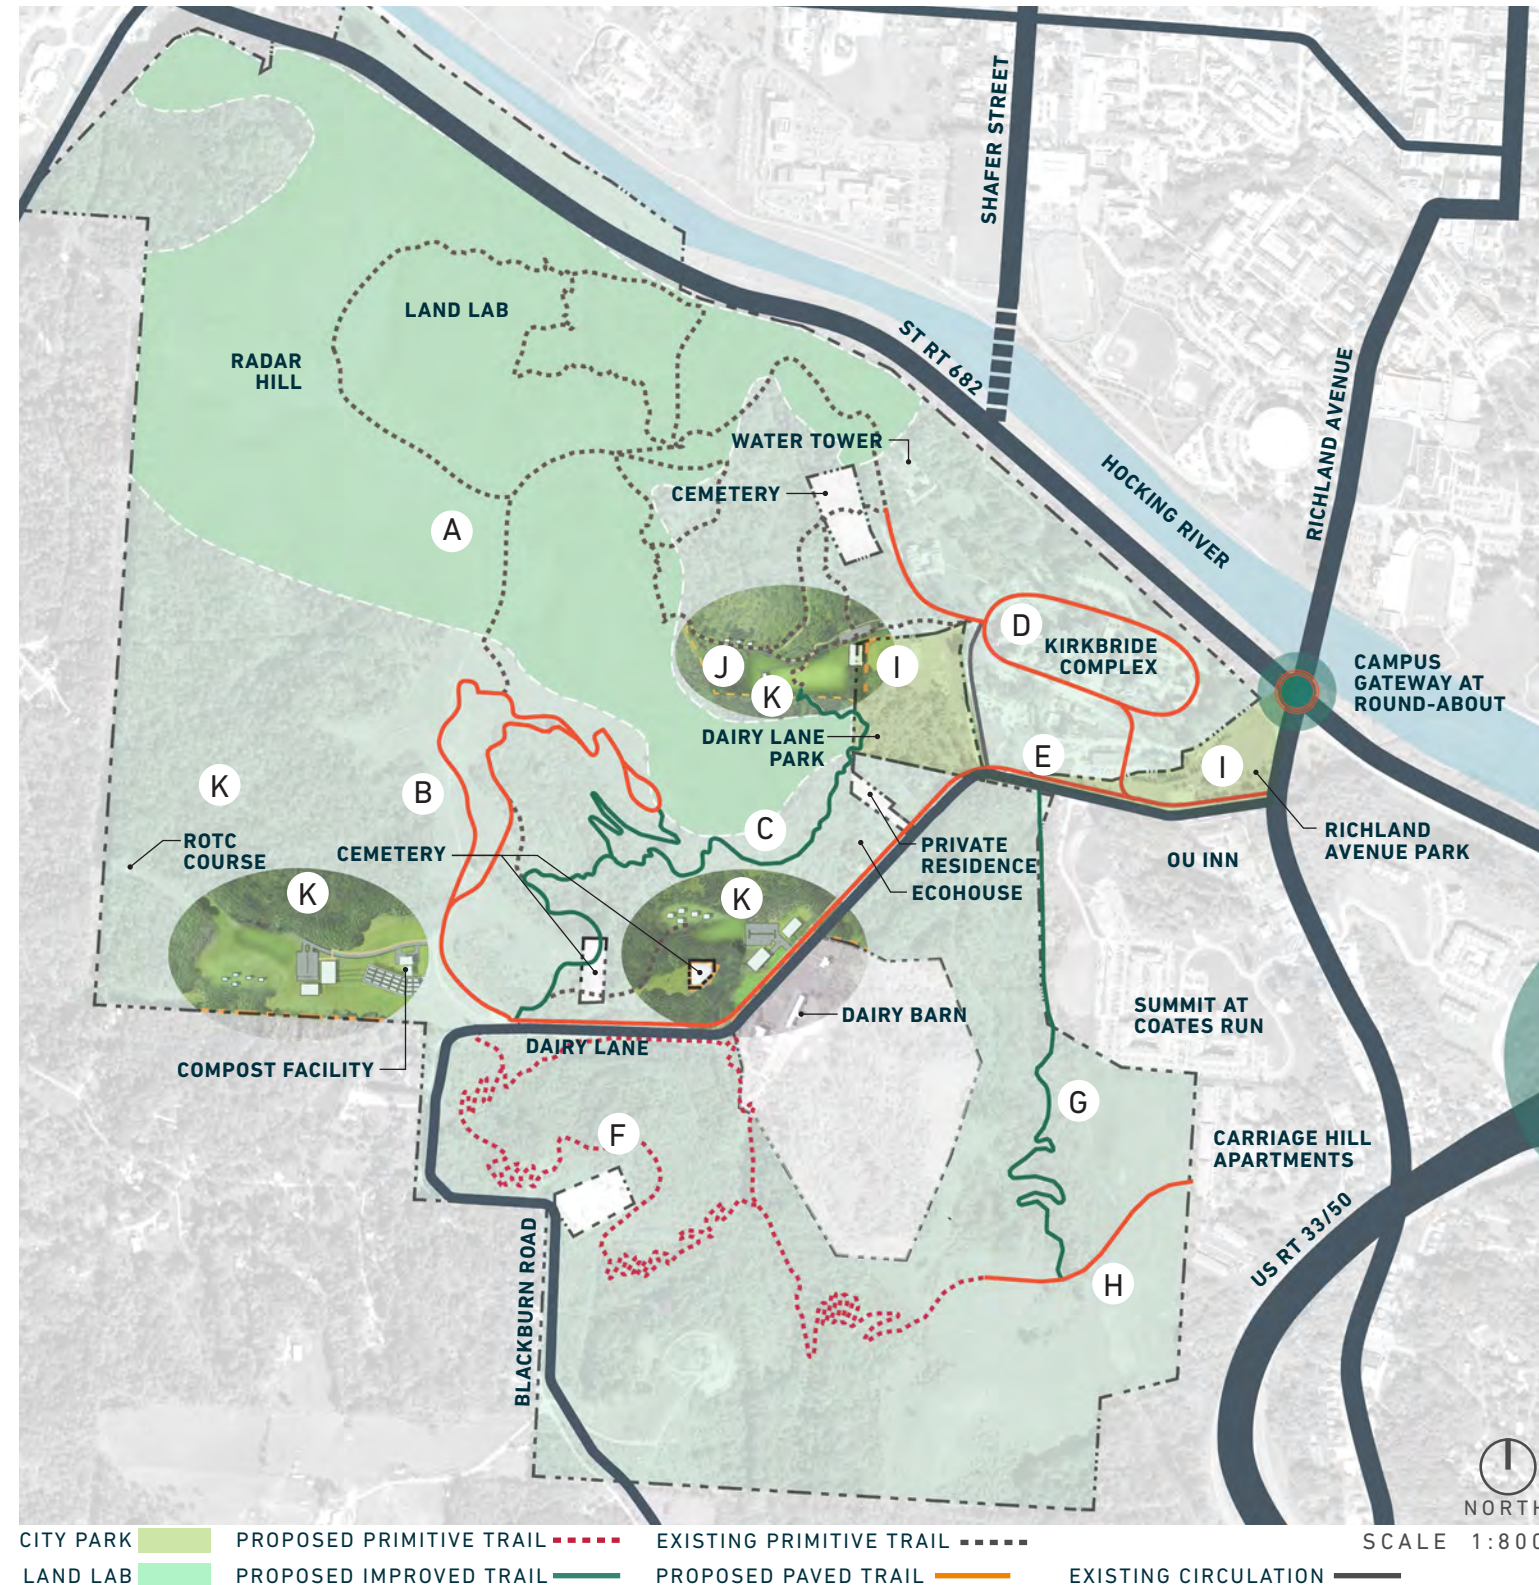 SHAFER STREET
LAND LAB
RADAR
HILL
ST RT 682
RICHLAND AVENUE
WATER TOWER
HOCKING RIVER
CEMETERY
A
D
KIRKBRIDE
COMPLEX
J
I
K
CAMPUS
GATEWAY AT
ROUND-ABOUT
DAIRY LANE
PARK
E
I
K
B
C
ROTC
COURSE
CEMETERY
PRIVATE
RESIDENCE
ECOHOUSE
OU INN
RICHLAND
AVENUE PARK
K
K
DAIRY BARN
SUMMIT AT
COATES RUN
DAIRY LANE
COMPOST FACILITY
G
F
CARRIAGE HILL
APARTMENTS
BLACKBURN ROAD
US RT 33/50
H
NORTH
CITY PARK
PROPOSED PRIMITIVE TRAIL
EXISTING PRIMITIVE TRAIL
SCALE 1:800
LAND LAB
PROPOSED IMPROVED TRAIL
PROPOSED PAVED TRAIL
EXISTING CIRCULATION